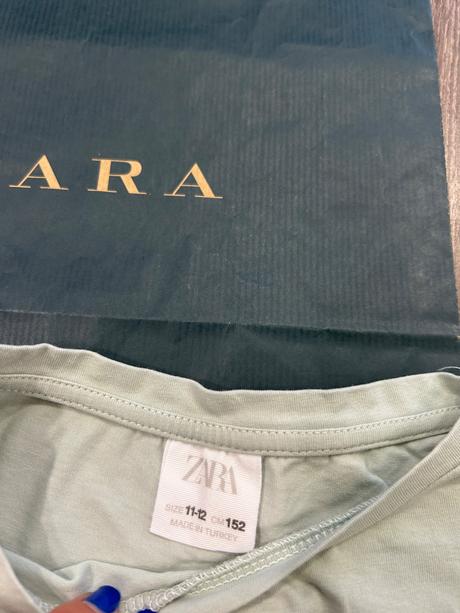 ARA
ZARA
SIZE 11-12 CM 152
MADE IN TURKEY